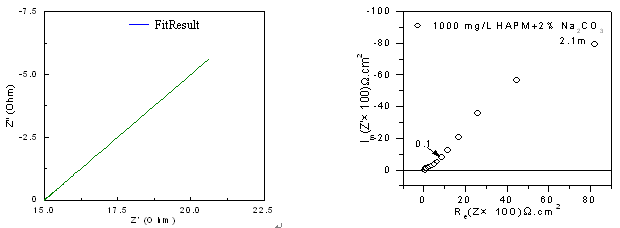 FitResult
-7.5
-5.0
-2.5
0
15.0
17.5
20.0
22.5
Z'' (Ohm)
Z' (Ohm)
-100
-80
-60
-40
-20
0
0
20
40
60
80
1000 mg/L HAPM+2% Na2CO3
2.1m
0.1
Im(Z'× 100)Ω.cm2
Re(Z× 100)Ω.cm2